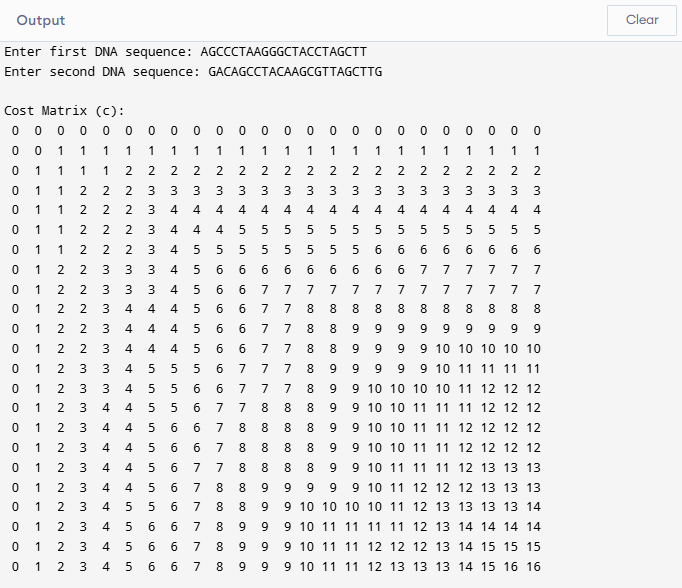 Output
Clear
Enter first DNA sequence: AGCCCTAAGGGCTACCTAGCTT
Enter second DNA sequence: GACAGCCTACAAGCGTTAGCTTG
Cost Matrix (c):
0 0 0 0 0 0 0 0 0 0 0 0 0 0 0 0 0 0 0 0 0 0 0 0
0 0 1 1 1 1 1 1 1 1 1 1 1 1 1 1 1 1 1 1 1 1 1 1
0 1 1 1 1 2 2 2 2 2 2 2 2 2 2 2 2 2 2 2 2 2 2 2
0 1 1 2 2 2 3 3 3 3 3 3 3 3 3 3 3 3 3 3 3 3 3 3
0 1 1 2 2 2 3 4 4 4 4 4 4 4 4 4 4 4 4 4 4 4 4 4
0 1 1 2 2 2 3 4 4 4 5 5 5 5 5 5 5 5 5 5 5 5 5 5
0 1 1 2 2 2 3 4 5 5 5 5 5 5 5 5 6 6 6 6 6 6 6 6
0 1 2 2 3 3 3 4 5 6 6 6 6 6 6 6 6 6 7 7 7 7 7 7
0 1 2 2 3 3 3 4 5 6 6 7 7 7 7 7 7 7 7 7 7 7 7 7
0 1 2 2 3 4 4 4 5 6 6 7 7 8 8 8 8 8 8 8 8 8 8 8
0 1 2 2 3 4 4 4 5 6 6 7 7 8 8 9 9 9 9 9 9 9 9 9
0 1 2 2 3 4 4 4 5 6 6 7 7 8 8 9 9 9 9 10 10 10 10 10
0 1 2 3 3 4 5 5 5 6 7 7 7 8 9 9 9 9 9 10 11 11 11 11
0 1 2 3 3 4 5 5 6 6 7 7 7 8 9 9 10 10 10 10 11 12 12 12
0 1 2 3 4 4 5 5 6 7 7 8 8 8 9 9 10 10 11 11 11 12 12 12
0 1 2 3 4 4 5 6 6 7 8 8 8 8 9 9 10 10 11 11 12 12 12 12
0 1 2 3 4 4 5 6 6 7 8 8 8 8 9 9 10 10 11 11 12 12 12 12
0 1 2 3 4 4 5 6 7 7 8 8 8 8 9 9 10 11 11 11 12 13 13 13
0 1 2 3 4 4 5 6 7 8 8 9 9 9 9 9 10 11 12 12 12 13 13 13
0 1 2 3 4 5 5 6 7 8 8 9 9 10 10 10 10 11 12 13 13 13 13 14
0 1 2 3 4 5 6 6 7 8 9 9 9 10 11 11 11 11 12 13 14 14 14 14
0 1 2 3 4 5 6 6 7 8 9 9 9 10 11 11 12 12 12 13 14 15 15 15
0 1 2 3 4 5 6 6 7 8 9 9 9 10 11 11 12 13 13 13 14 15 16 16